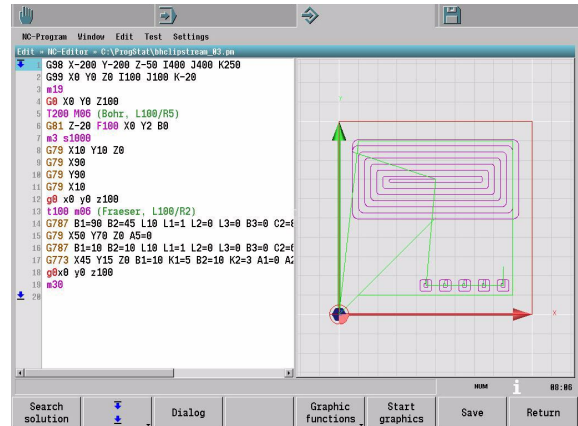 NC-Program Window Edit Test Settings
Edit » NC-Editor » C:\ProgStat\bhclipstream_03.pm
1 G98 X-200 Y-200 Z-50 I400 J400 K250
2 G99 X0 Y0 Z0 I100 J100 K-20
3 m19
4 G0 X0 Y0 Z100
5 T200 M06 (Bohr, L100/R5)
6 G81 Z-20 F100 X0 Y2 B0
7 m3 s1000
8 G79 X10 Y10 Z0
9 G79 X90
10 G79 Y90
11 G79 X10
12 g0 x0 y0 z100
13 t100 m06 (Fraeser, L100/R2)
14 G787 B1=90 B2=45 L10 L1=1 L2=0 L3=0 B3=0 C2=
15 G79 X50 Y70 Z0 A5=0
16 G787 B1=10 B2=10 L10 L1=1 L2=0 L3=0 B3=0 C2=
17 G773 X45 Y15 Z0 B1=10 K1=5 B2=10 K2=3 A1=0 A2
18 g0x0 y0 z100
19 m30
20
Y
X
NUM i 08:06
Search solution
Dialog
Graphic functions
Start graphics
Save
Return